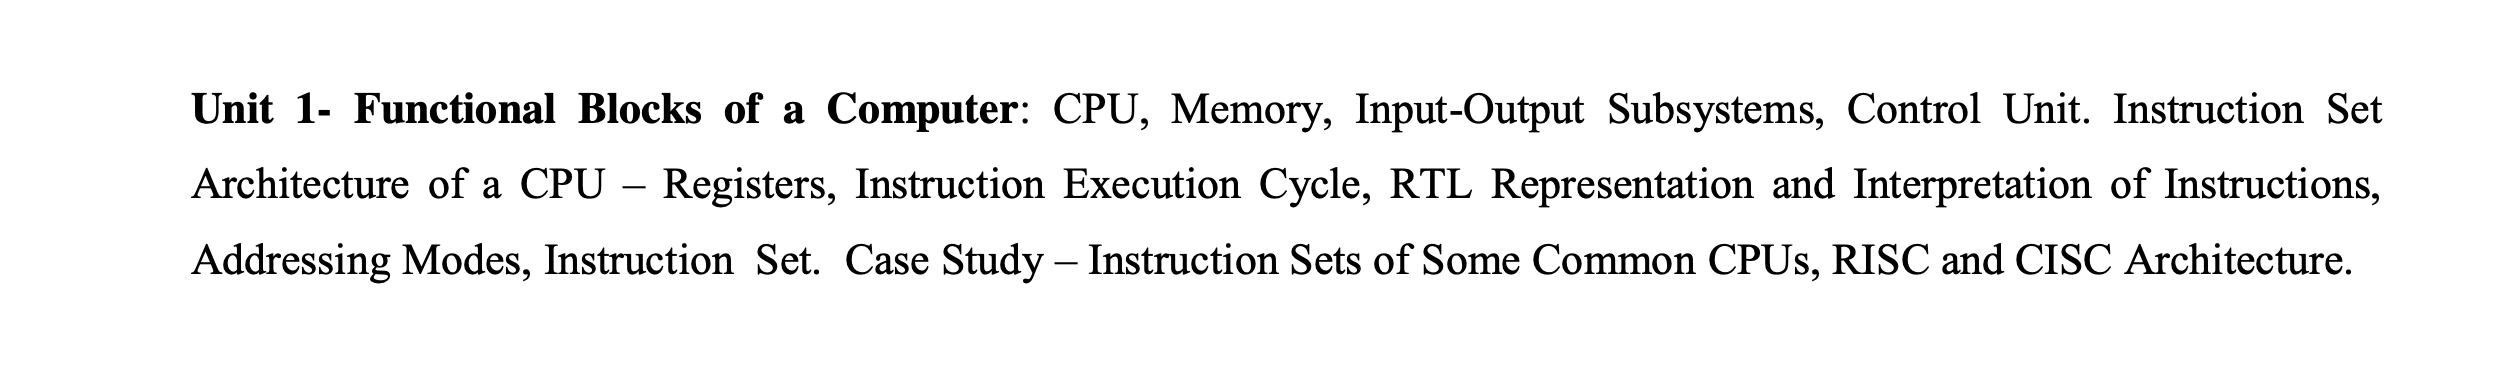 Unit 1- Functional Blocks of a Computer: CPU, Memory, Input-Output Subsystems, Control Unit. Instruction Set
Architecture of a CPU – Registers, Instruction Execution Cycle, RTL Representation and Interpretation of Instructions,
Addressing Modes, Instruction Set. Case Study – Instruction Sets of Some Common CPUs, RISC and CISC Architecture.